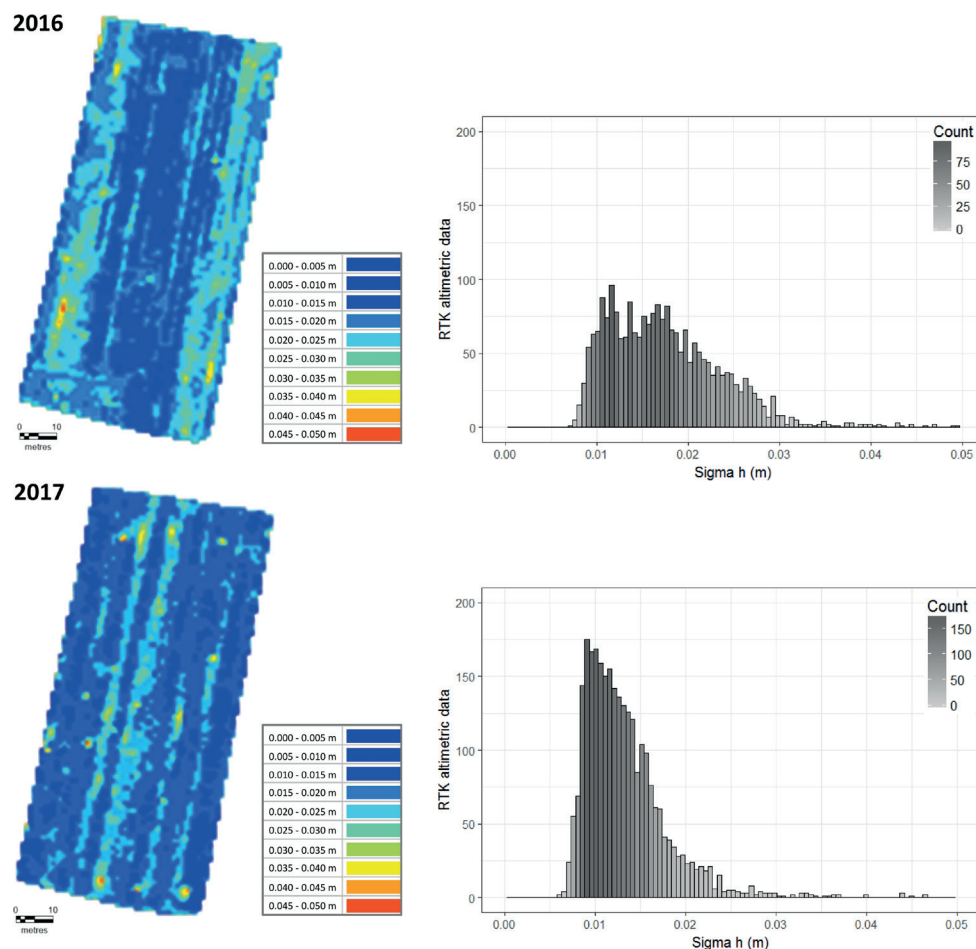 2016
0.000 - 0.005 m
0.005 - 0.010 m
0.010 - 0.015 m
0.015 - 0.020 m
0.020 - 0.025 m
0.025 - 0.030 m
0.030 - 0.035 m
0.035 - 0.040 m
0.040 - 0.045 m
0.045 - 0.050 m
0 10
metres
RTK altimetric data
200
150
100
50
0
0.00 0.01 0.02 0.03 0.04 0.05
Sigma h (m)
Count
75
50
25
0
2017
0.000 - 0.005 m
0.005 - 0.010 m
0.010 - 0.015 m
0.015 - 0.020 m
0.020 - 0.025 m
0.025 - 0.030 m
0.030 - 0.035 m
0.035 - 0.040 m
0.040 - 0.045 m
0.045 - 0.050 m
0 10
metres
RTK altimetric data
200
150
100
50
0
0.00 0.01 0.02 0.03 0.04 0.05
Sigma h (m)
Count
150
100
50
0